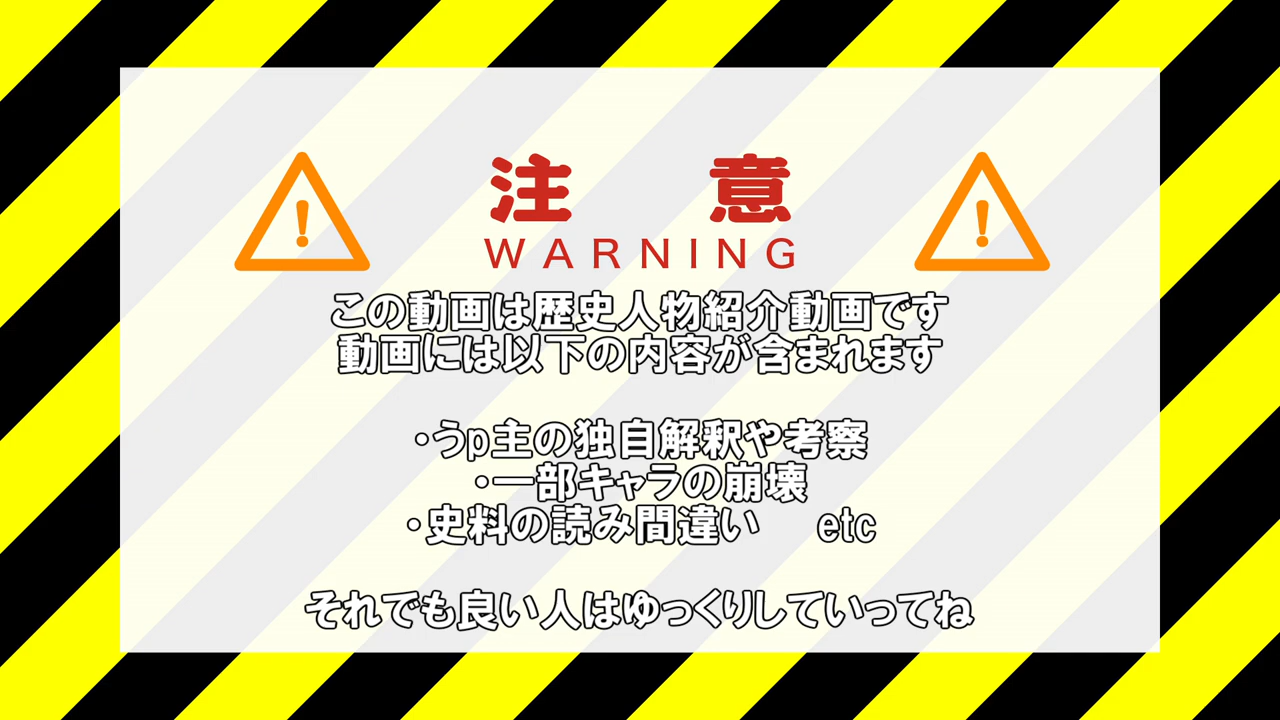 注　意
WARNING
この動画は歴史人物紹介動画です
動画には以下の内容が含まれます
・うp主の独自解釈や考察
・一部キャラの崩壊
・史料の読み間違い　etc
それでも良い人はゆっくりしていってね